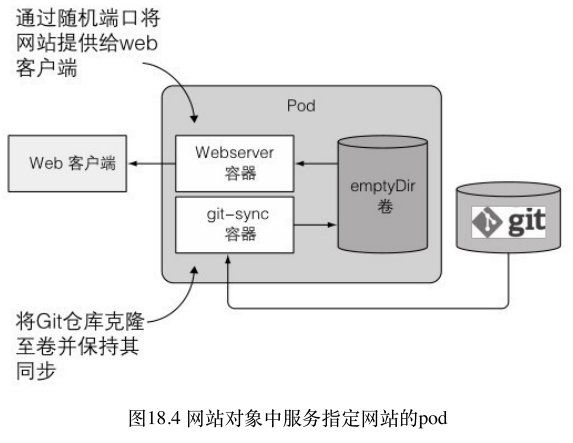 通过随机端口将
网站提供给web
客户端
Pod
Web 客户端
Webserver
容器
git-sync
容器
emptyDir
卷
git
将Git仓库克隆
至卷并保持其
同步
图18.4 网站对象中服务指定网站的pod